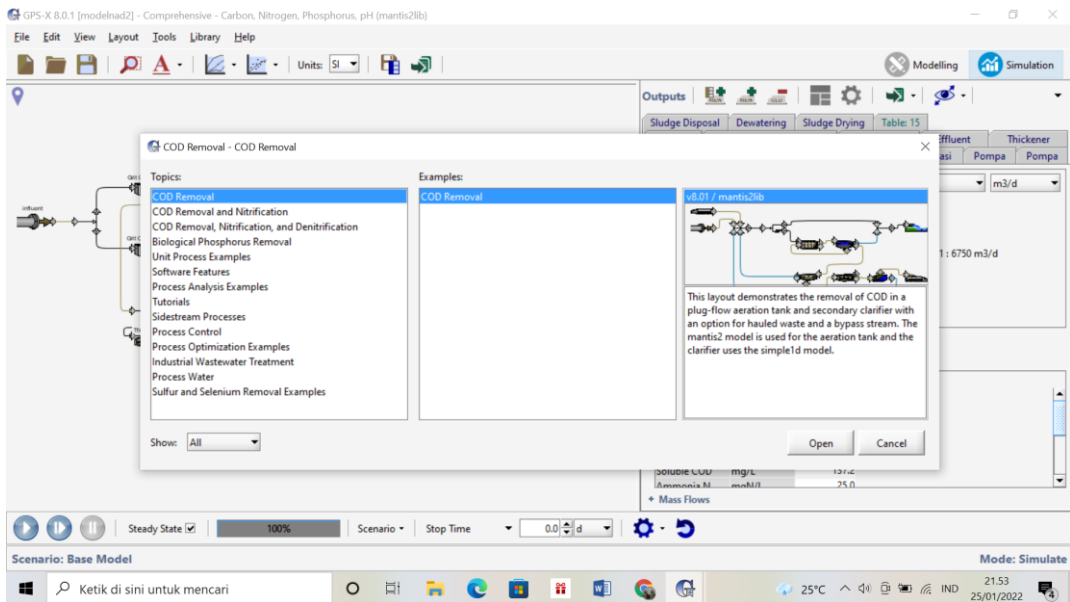 GPS-X 8.0.1 [modelnad2] - Comprehensive - Carbon, Nitrogen, Phosphorus, pH (mantis2lib)
File Edit View Layout Tools Library Help
Units: SI
Modelling Simulation
Outputs
Sludge Disposal Dewatering Sludge Drying Table: 15
Effluent Thickener
asi Pompa Pompa
m3/d
1 : 6750 m3/d
influent
COD Removal - COD Removal
Topics:
COD Removal
COD Removal and Nitrification
COD Removal, Nitrification, and Denitrification
Biological Phosphorus Removal
Unit Process Examples
Software Features
Process Analysis Examples
Tutorials
Sidestream Processes
Process Control
Process Optimization Examples
Industrial Wastewater Treatment
Process Water
Sulfur and Selenium Removal Examples
Examples:
COD Removal
v8.01 / mantis2lib
This layout demonstrates the removal of COD in a
plug-flow aeration tank and secondary clarifier with
an option for hauled waste and a bypass stream. The
mantis2 model is used for the aeration tank and the
clarifier uses the simple1d model.
Show: All
Open Cancel
Soluble COD mg/L 137.2
Ammonia N mgN/L 25.0
+ Mass Flows
Steady State 100% Scenario Stop Time 0.0 d
Scenario: Base Model
Mode: Simulate
Ketik di sini untuk mencari
25°C IND 21.53
25/01/2022
4